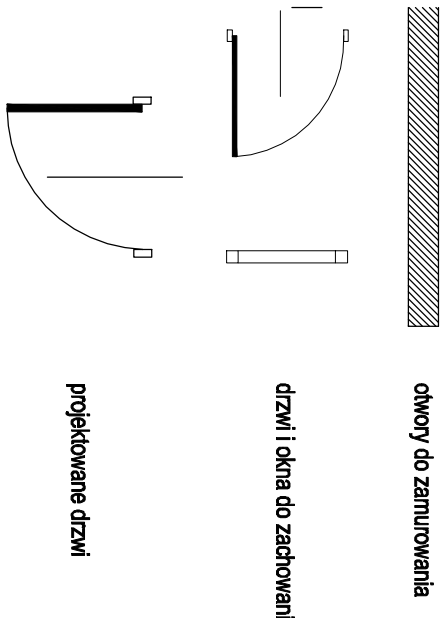 otwory do zamurowania
drzwi i okna do zachowani
projektowane drzwi